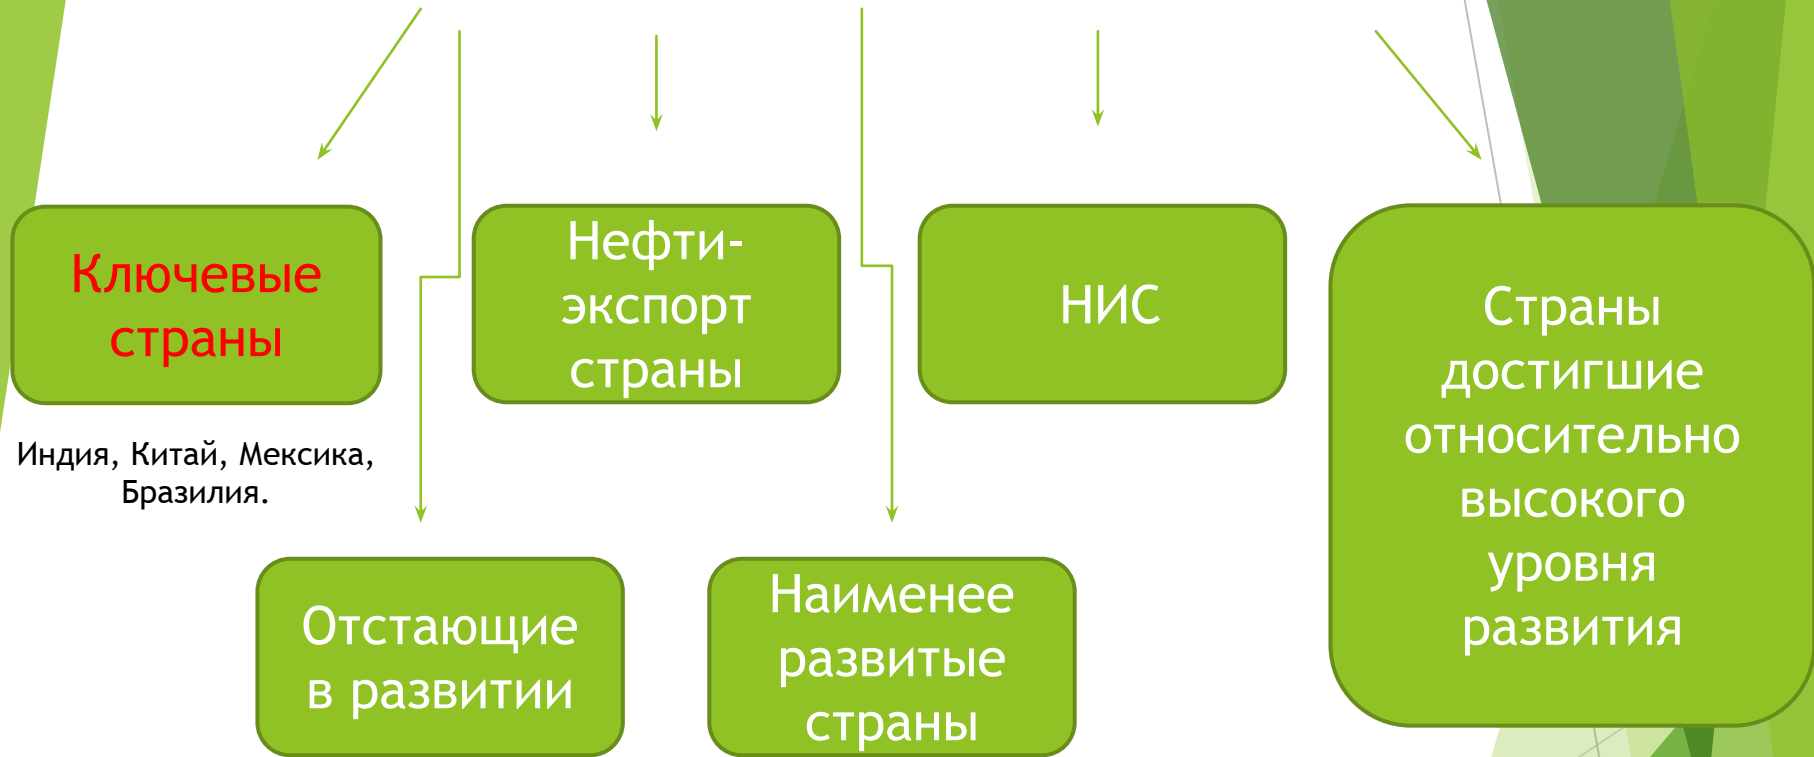 Ключевые
страны
Индия, Китай, Мексика,
Бразилия.
Нефти-
экспорт
страны
НИС
Страны
достигшие
относительно
высокого
уровня
развития
Отстающие
в развитии
Наименее
развитые
страны